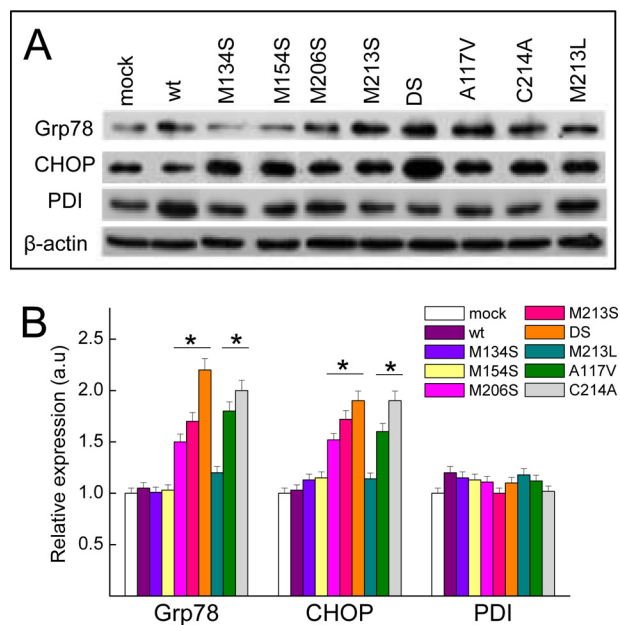 A
mock
wt
M134S
M154S
M206S
M213S
DS
A117V
C214A
M213L
Grp78
CHOP
PDI
β-actin
B
Relative expression (a.u)
2.5
2.0
1.5
1.0
0.5
* *
* *
mock
wt
M134S
M154S
M206S
M213S
DS
M213L
A117V
C214A
Grp78 CHOP PDI